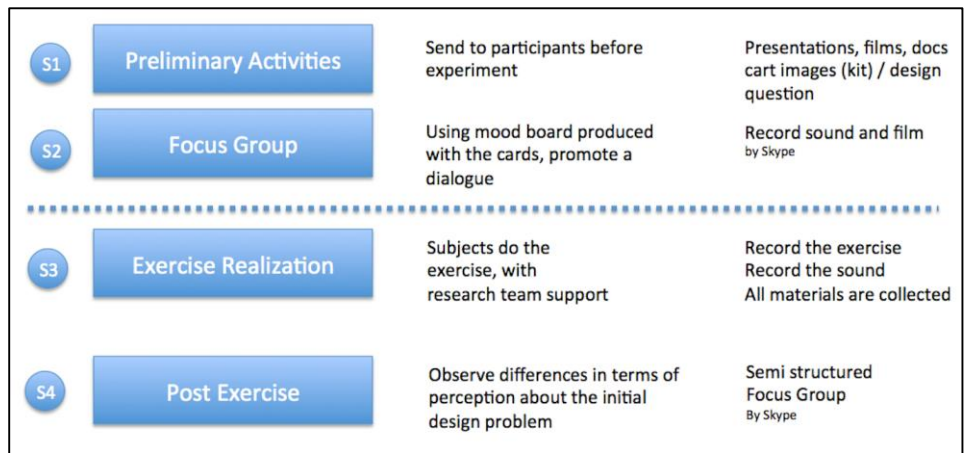 S1
Preliminary Activities
Send to participants before
experiment
Presentations, films, docs
cart images (kit) / design
question
S2
Focus Group
Using mood board produced
with the cards, promote a
dialogue
Record sound and film
by Skype
S3
Exercise Realization
Subjects do the
exercise, with
research team support
Record the exercise
Record the sound
All materials are collected
S4
Post Exercise
Observe differences in terms of
perception about the initial
design problem
Semi structured
Focus Group
By Skype